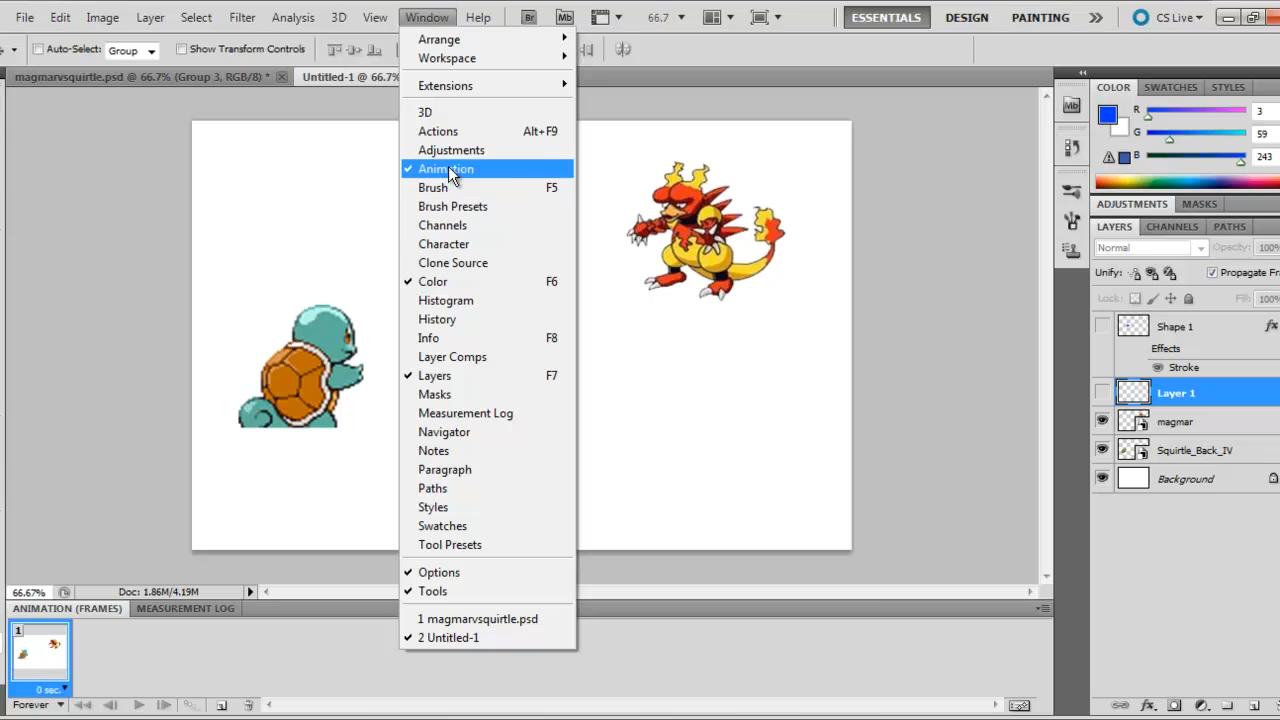 File Edit Image Layer Select Filter Analysis 3D View Window Help Br Mb 66.7 ESSENTIALS DESIGN PAINTING CS Live
Auto-Select: Group Show Transform Controls
magmarvsquirtle.psd @ 66.7% (Group 3, RGB/8) * Untitled-1 @ 66.7%
Arrange
Workspace
Extensions
3D
Actions Alt+F9
Adjustments
Animation
Brush F5
Brush Presets
Channels
Character
Clone Source
Color F6
Histogram
History
Info F8
Layer Comps
Layers F7
Masks
Measurement Log
Navigator
Notes
Paragraph
Paths
Styles
Swatches
Tool Presets
Options
Tools
1 magmarvsquirtle.psd
2 Untitled-1
Mb
COLOR SWATCHES STYLES
R 3
G 59
B 243
ADJUSTMENTS MASKS
LAYERS CHANNELS PATHS
Normal Opacity: 100%
Unify: Propagate Fr
Lock: Fill: 100%
Shape 1 fx
Effects
Stroke
Layer 1
magmar
Squirtle_Back_IV
Background
66.67% Doc: 1.86M/4.19M
ANIMATION (FRAMES) MEASUREMENT LOG
1
0 sec.
Forever
fx